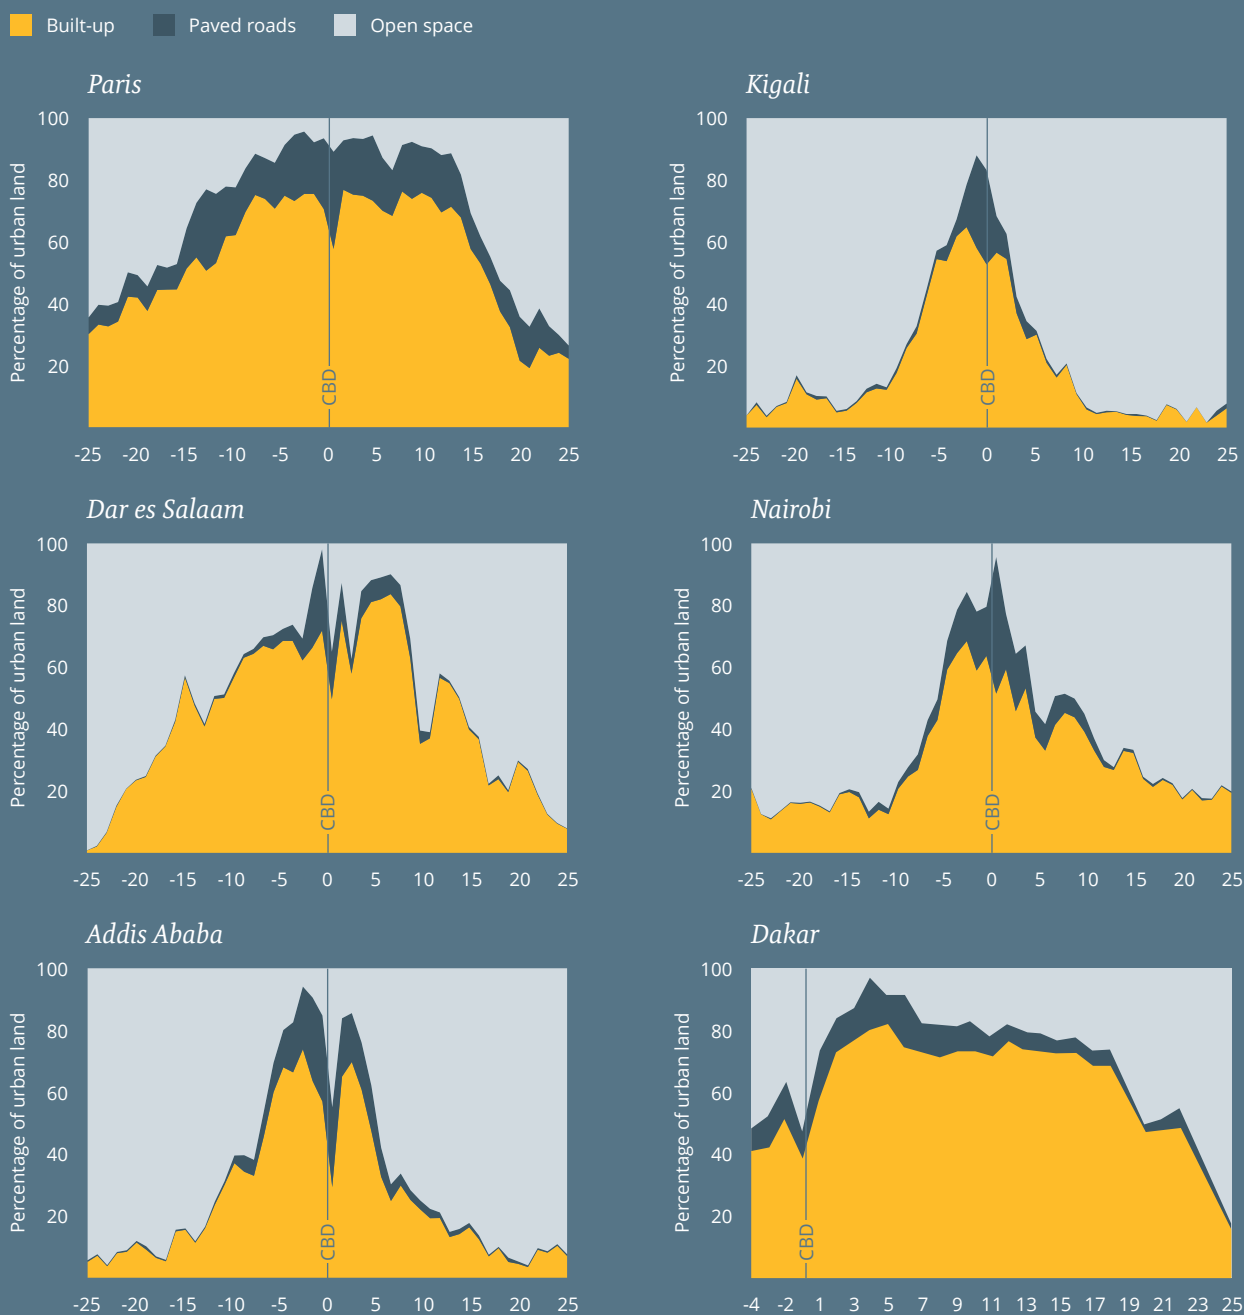 Built-up Paved roads Open space
Paris
Percentage of urban land
100
80
60
40
20
CBD
-25 -20 -15 -10 -5 0 5 10 15 20 25
Kigali
Percentage of urban land
100
80
60
40
20
CBD
-25 -20 -15 -10 -5 0 5 10 15 20 25
Dar es Salaam
Percentage of urban land
100
80
60
40
20
CBD
-25 -20 -15 -10 -5 0 5 10 15 20 25
Nairobi
Percentage of urban land
100
80
60
40
20
CBD
-25 -20 -15 -10 -5 0 5 10 15 20 25
Addis Ababa
Percentage of urban land
100
80
60
40
20
CBD
-25 -20 -15 -10 -5 0 5 10 15 20 25
Dakar
Percentage of urban land
100
80
60
40
20
CBD
-4 -2 1 3 5 7 9 11 13 15 17 19 21 23 25